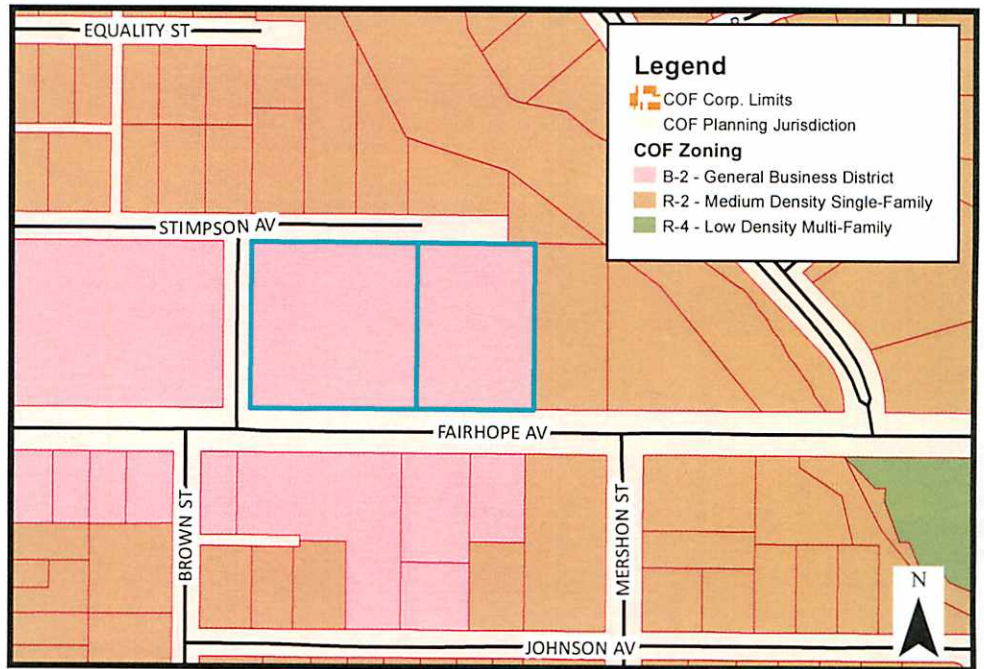 EQUALITY ST
Legend
COF Corp. Limits
COF Planning Jurisdiction
COF Zoning
B-2 - General Business District
R-2 - Medium Density Single-Family
R-4 - Low Density Multi-Family
STIMPSON AV
FAIRHOPE AV
BROWN ST
MERSHON ST
N
JOHNSON AV